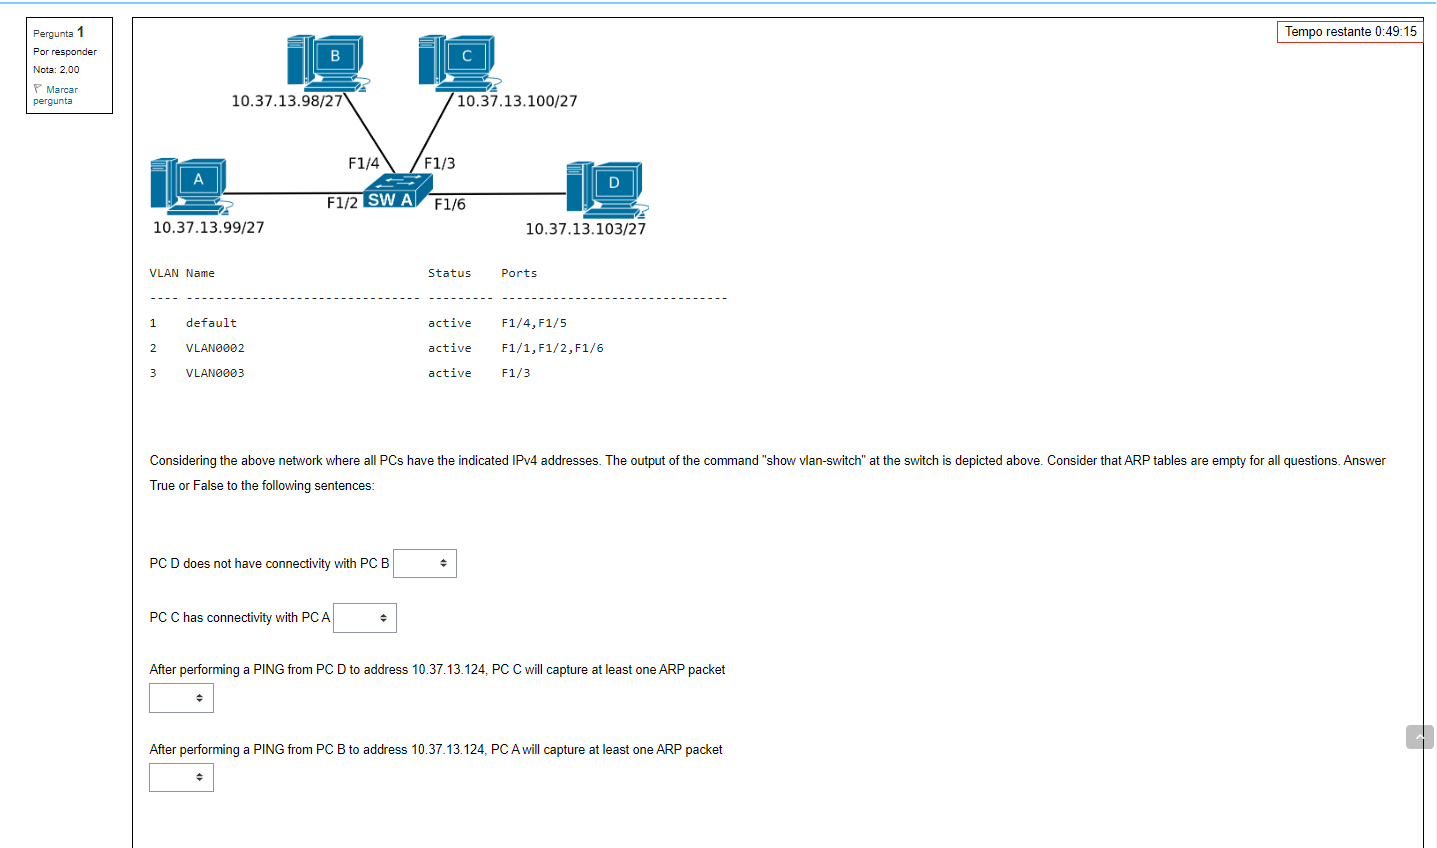 Pergunta 1
Por responder
Nota: 2,00
Marcar
pergunta
Tempo restante 0:49:15
B
C
10.37.13.98/27
10.37.13.100/27
F1/4
F1/3
A
D
F1/2
SW A
F1/6
10.37.13.99/27
10.37.13.103/27
VLAN Name Status Ports
---- -------------------------------- --------- -------------------------------
1 default active F1/4,F1/5
2 VLAN0002 active F1/1,F1/2,F1/6
3 VLAN0003 active F1/3
Considering the above network where all PCs have the indicated IPv4 addresses. The output of the command "show vlan-switch" at the switch is depicted above. Consider that ARP tables are empty for all questions. Answer
True or False to the following sentences:
PC D does not have connectivity with PC B
PC C has connectivity with PC A
After performing a PING from PC D to address 10.37.13.124, PC C will capture at least one ARP packet
After performing a PING from PC B to address 10.37.13.124, PC A will capture at least one ARP packet